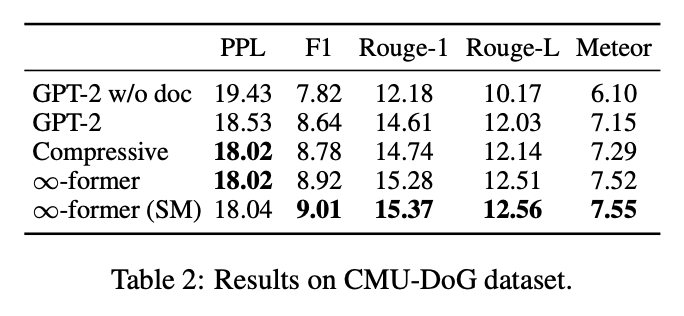 PPL F1 Rouge-1 Rouge-L Meteor
GPT-2 w/o doc 19.43 7.82 12.18 10.17 6.10
GPT-2 18.53 8.64 14.61 12.03 7.15
Compressive 18.02 8.78 14.74 12.14 7.29
∞-former 18.02 8.92 15.28 12.51 7.52
∞-former (SM) 18.04 9.01 15.37 12.56 7.55
Table 2: Results on CMU-DoG dataset.